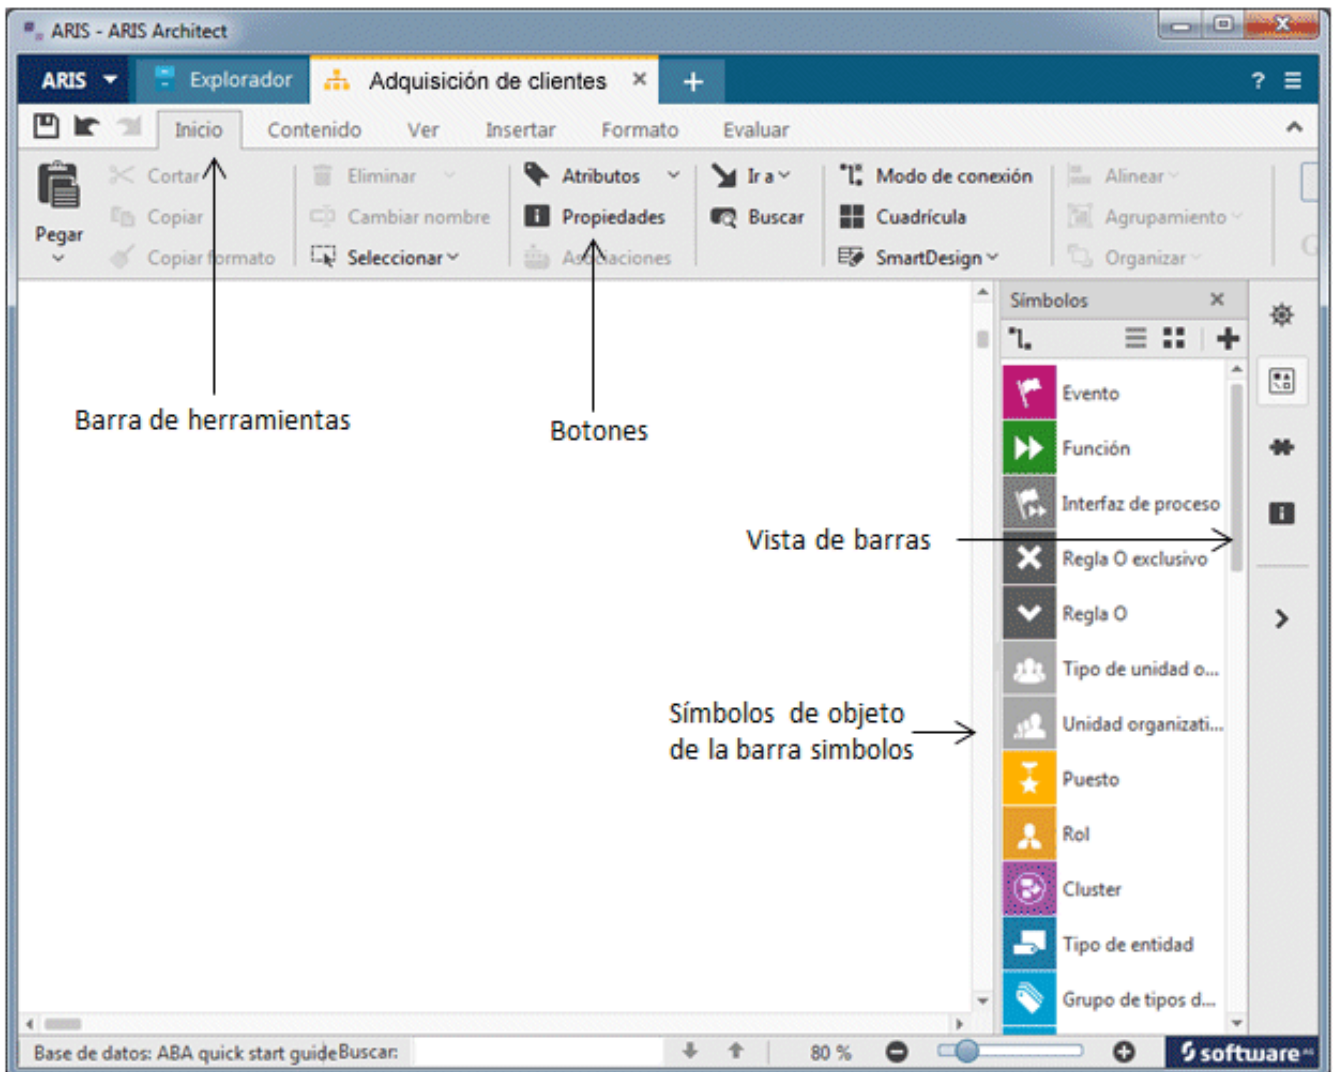 ARIS - ARIS Architect
ARIS Explorador Adquisición de clientes × + ?
Inicio Contenido Ver Insertar Formato Evaluar
Pegar
Cortar
Copiar
Copiar formato
Eliminar
Cambiar nombre
Seleccionar
Atributos
Propiedades
Asociaciones
Ir a
Buscar
Modo de conexión
Cuadrícula
SmartDesign
Alinear
Agrupamiento
Organizar
G
Barra de herramientas
Botones
Vista de barras
Símbolos de objeto
de la barra simbolos
Símbolos
Evento
Función
Interfaz de proceso
Regla O exclusivo
Regla O
Tipo de unidad o...
Unidad organizati...
Puesto
Rol
Cluster
Tipo de entidad
Grupo de tipos d...
Base de datos: ABA quick start guide Buscar: 80 % software AG